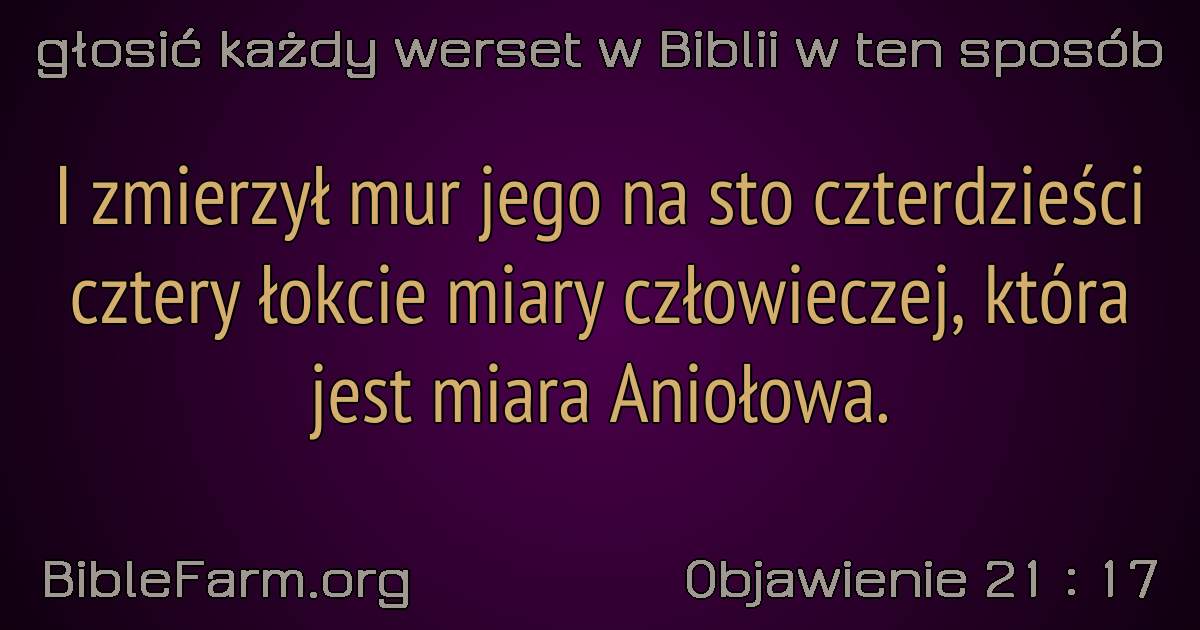 głosić każdy werset w Biblii w ten sposób
I zmierzył mur jego na sto czterdzieści
cztery łokcie miary człowieczej, która
jest miara Aniołowa.
BibleFarm.org
Objawienie 21 : 17